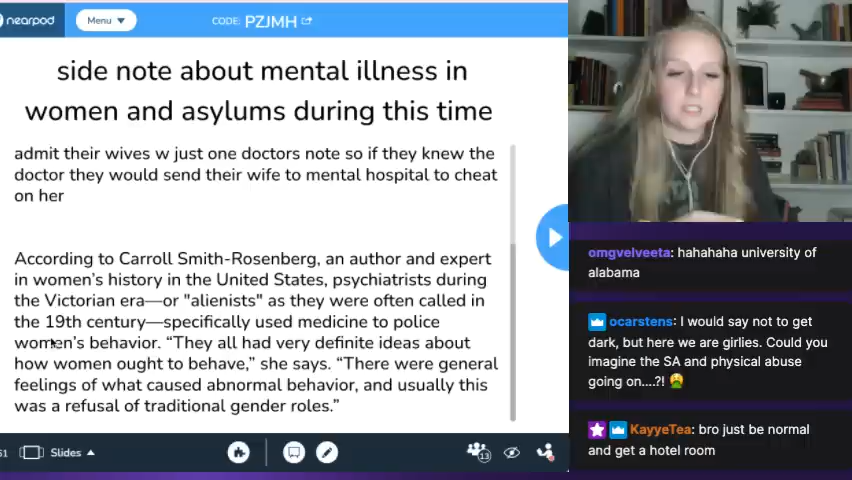 nearpod
Menu
CODE: PZJMH
side note about mental illness in
women and asylums during this time
admit their wives w just one doctors note so if they knew the
doctor they would send their wife to mental hospital to cheat
on her
According to Carroll Smith-Rosenberg, an author and expert
in women's history in the United States, psychiatrists during
the Victorian era—or "alienists" as they were often called in
the 19th century—specifically used medicine to police
women's behavior. “They all had very definite ideas about
how women ought to behave,” she says. “There were general
feelings of what caused abnormal behavior, and usually this
was a refusal of traditional gender roles.”
51
Slides
13
omgvelveeta: hahahaha university of
alabama
ocarstens: I would say not to get
dark, but here we are girlies. Could you
imagine the SA and physical abuse
going on....?! 🤮
KayyeTea: bro just be normal
and get a hotel room